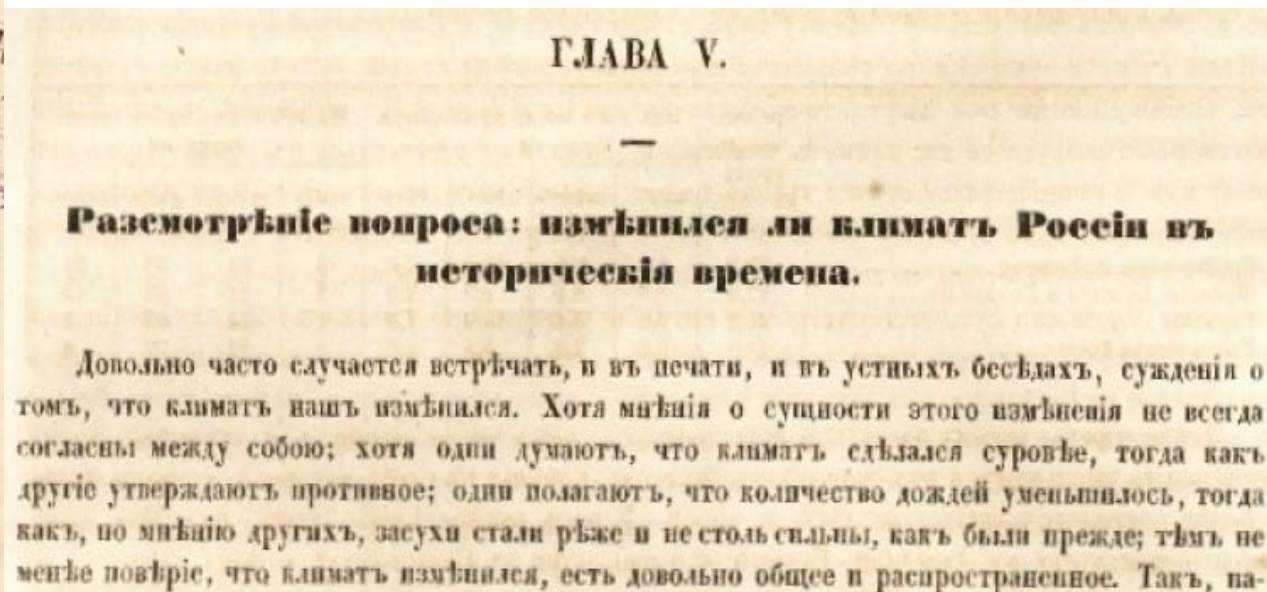 ГЛАВА V.
—
Разсмотрѣніе вопроса: измѣнился ли климатъ Россіи въ
историческія времена.
Довольно часто случается встрѣчать, и въ печати, и въ устныхъ бесѣдахъ, сужденія о
томъ, что климатъ нашъ измѣнился. Хотя мнѣнія о сущности этого измѣненія не всегда
согласны между собою; хотя одни думаютъ, что климатъ сдѣлался суровѣе, тогда какъ
другіе утверждаютъ противное; одни полагаютъ, что количество дождей уменьшилось, тогда
какъ, по мнѣнію другихъ, засухи стали рѣже и не столь сильны, какъ были прежде; тѣмъ не
менѣе повѣріе, что климатъ измѣнился, есть довольно общее и распространенное. Такъ, на-